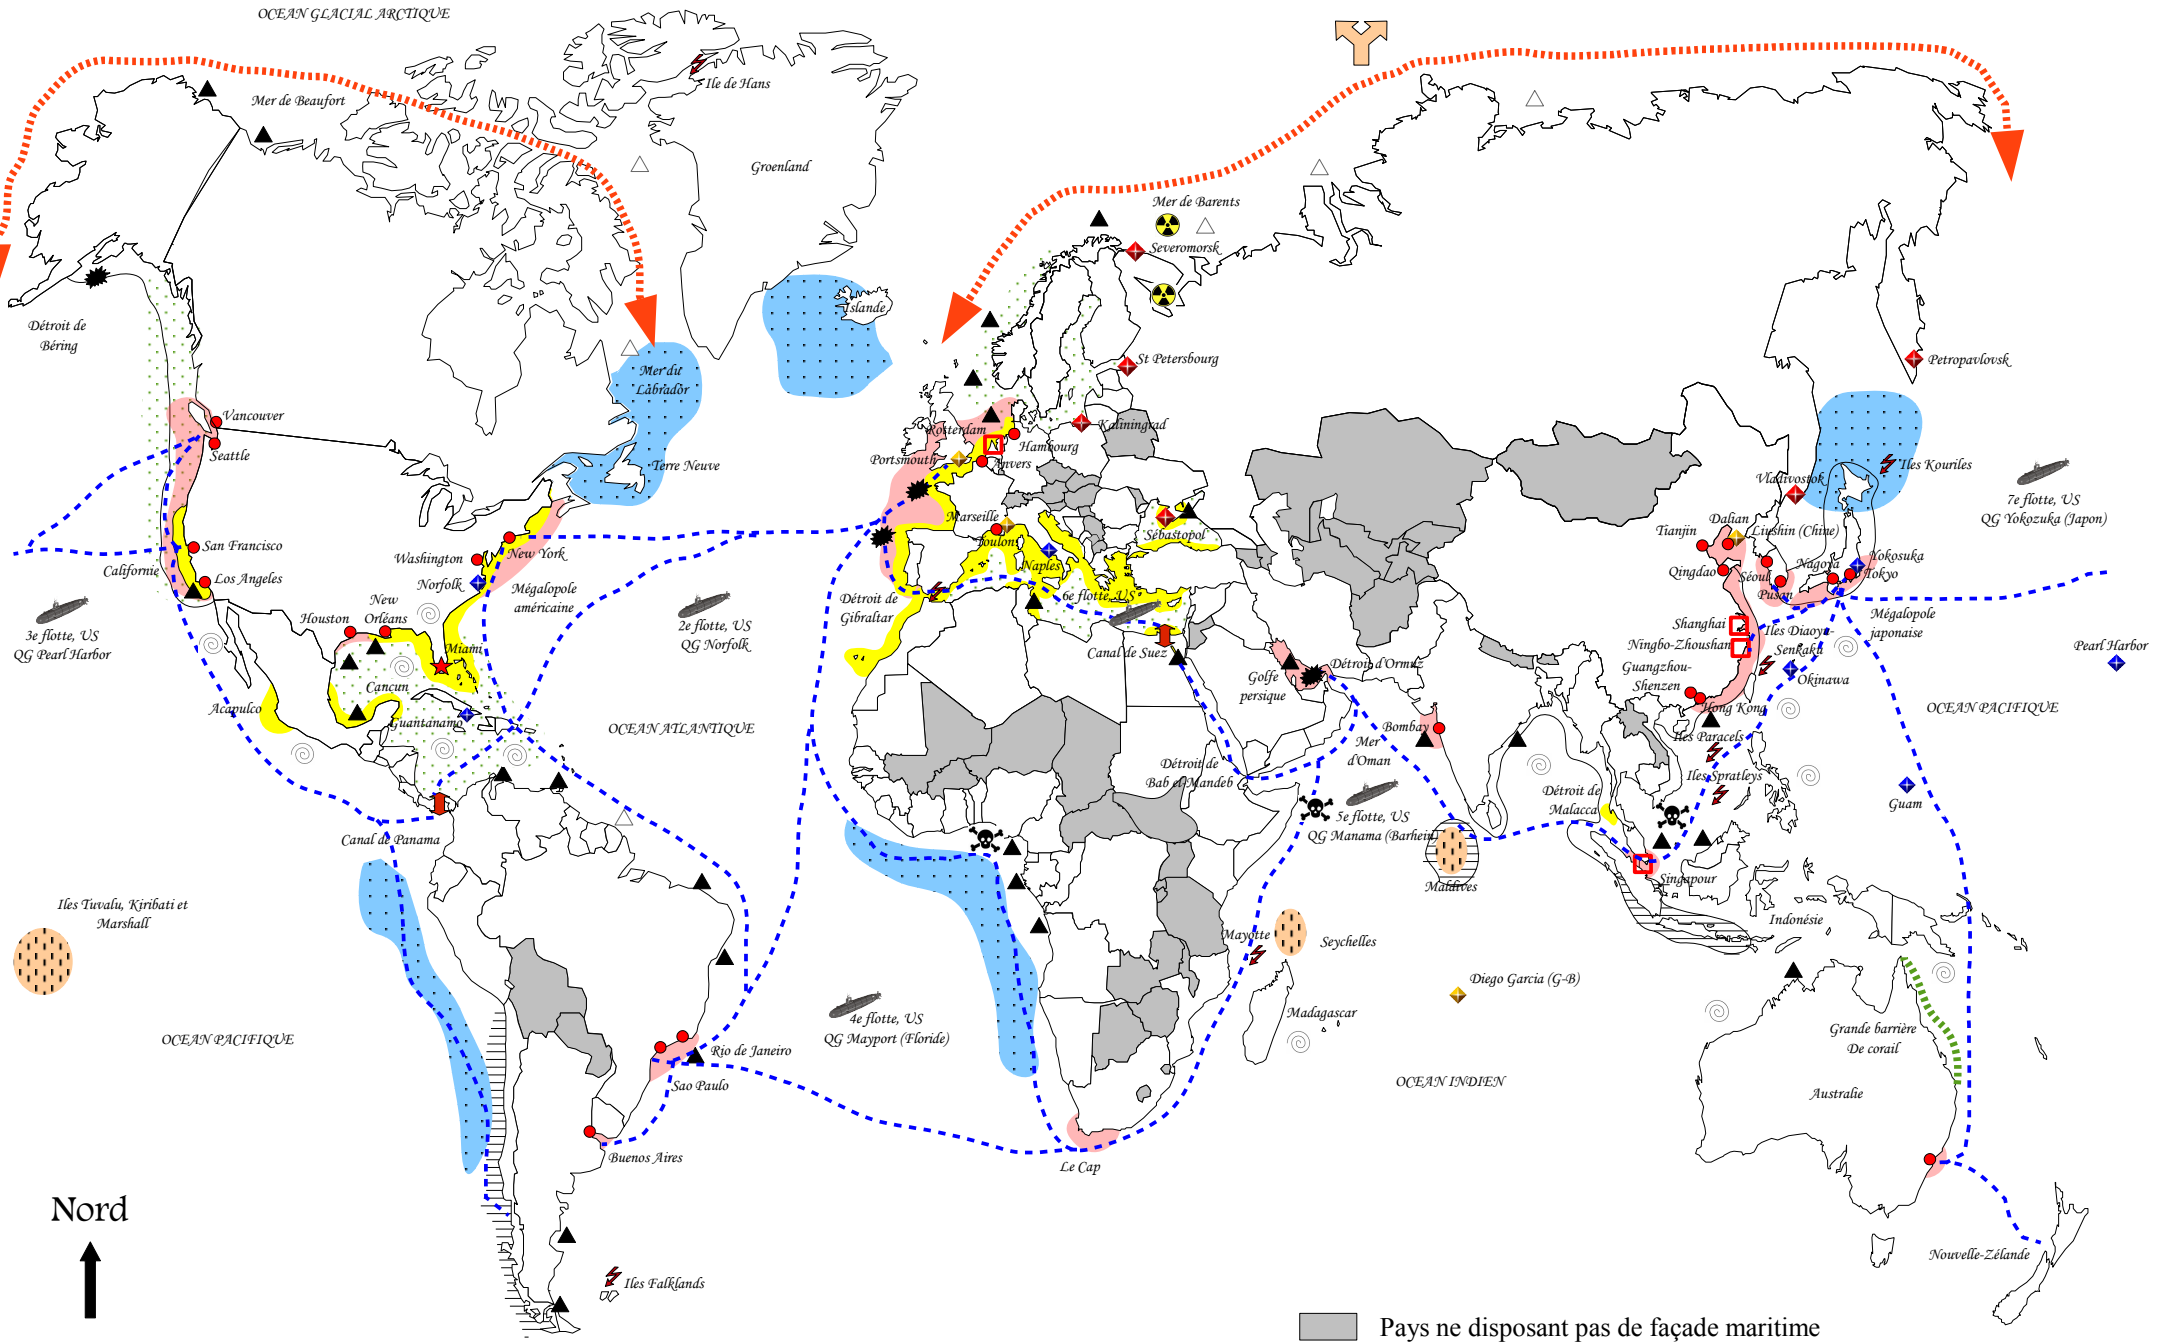 OCEAN GLACIAL ARCTIQUE
Ile de Hans
Mer de Beaufort
Groenland
Mer de Barents
Severomorsk
Islande
Détroit de
Béring
St Petersbourg
Petropavlovsk
Mer du
Labrador
Vancouver
Seattle
Terre Neuve
Rosterdam
Kaliningrad
Hambourg
Portsmouth
Anvers
Iles Kouriles
Vladivostok
7e flotte, US
QG Yokozuka (Japon)
Marseille
Toulon
Sébastopol
Tianjin
Dalian
Liushin (Chine)
San Francisco
Californie
Los Angeles
Washington
New York
Norfolk
Mégalopole
américaine
Naples
Qingdao
Séoul
Nagoya
Yokosuka
Tokyo
Pusan
3e flotte, US
QG Pearl Harbor
Houston
New
Orléans
Miami
2e flotte, US
QG Norfolk
Détroit de
Gibraltar
6e flotte, US
Canal de Suez
Shanghai
Ningbo-Zhoushan
Iles Diaoyu-
Senkaku
Mégalopole
japonaise
Pearl Harbor
Golfe
persique
Détroit d'Ormuz
Guangzhou-
Shenzen
Okinawa
Acapulco
Cancun
Guantanamo
OCEAN ATLANTIQUE
Hong Kong
OCEAN PACIFIQUE
Bombay
Mer
d'Oman
Iles Paracels
Détroit de
Bab el-Mandeb
Iles Spratleys
Détroit de
Malacca
Guam
Canal de Panama
5e flotte, US
QG Manama (Barhein)
Maldives
Singapour
Iles Tuvalu, Kiribati et
Marshall
Indonésie
Mayotte
Seychelles
Diego Garcia (G-B)
Madagascar
4e flotte, US
QG Mayport (Floride)
OCEAN PACIFIQUE
Grande barrière
De corail
Rio de Janeiro
Sao Paulo
OCEAN INDIEN
Australie
Buenos Aires
Le Cap
Nord
Nouvelle-Zélande
Iles Falklands
Pays ne disposant pas de façade maritime